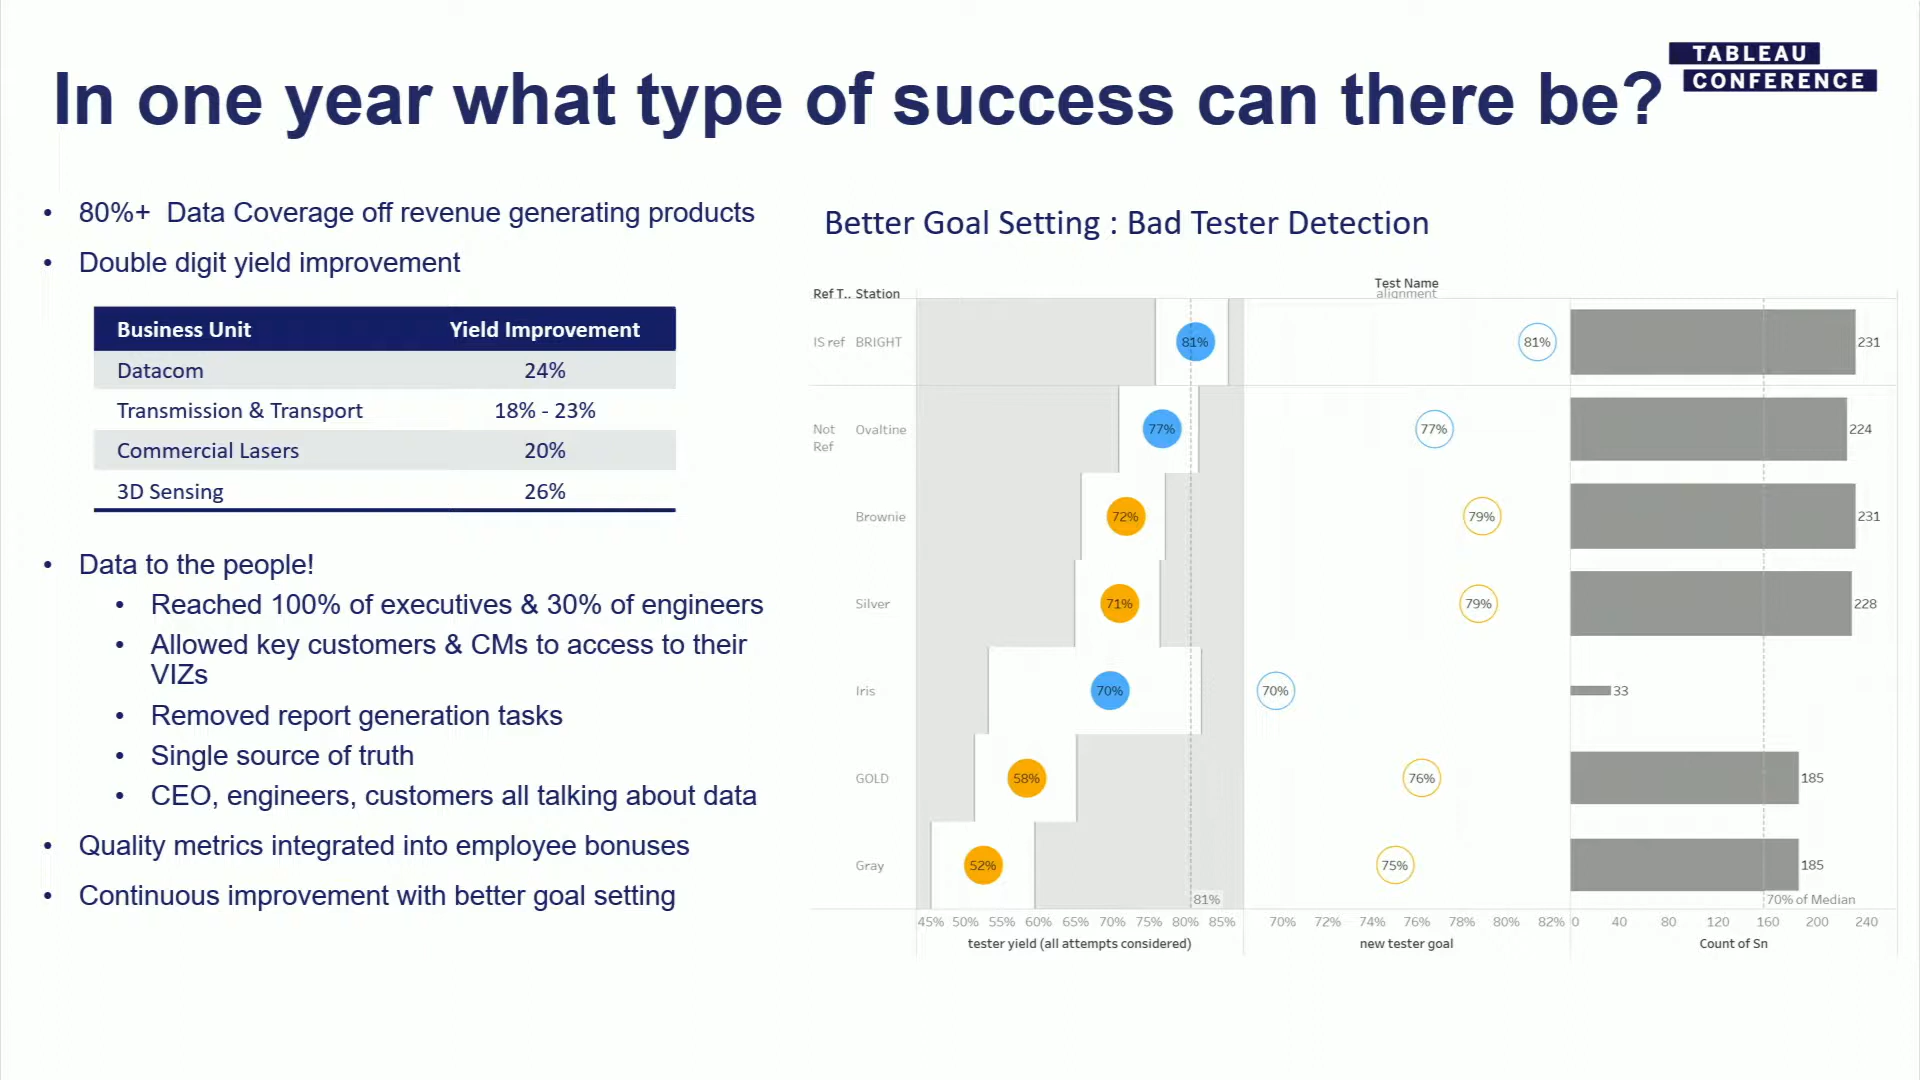 In one year what type of success can there be?
TABLEAU
CONFERENCE
• 80%+ Data Coverage off revenue generating products
• Double digit yield improvement
Business Unit Yield Improvement
Datacom 24%
Transmission & Transport 18% - 23%
Commercial Lasers 20%
3D Sensing 26%
• Data to the people!
• Reached 100% of executives & 30% of engineers
• Allowed key customers & CMs to access to their
VIZs
• Removed report generation tasks
• Single source of truth
• CEO, engineers, customers all talking about data
• Quality metrics integrated into employee bonuses
• Continuous improvement with better goal setting
Better Goal Setting : Bad Tester Detection
Test Name
Ref T.. Station alignment
IS ref BRIGHT 81% 81% 231
Not Ovaltine 77% 77% 224
Ref
Brownie 72% 79% 231
Silver 71% 79% 228
Iris 70% 70% 33
GOLD 58% 76% 185
Gray 52% 75% 185
81% 70% of Median
45% 50% 55% 60% 65% 70% 75% 80% 85% 70% 72% 74% 76% 78% 80% 82% 0 40 80 120 160 200 240
tester yield (all attempts considered) new tester goal Count of Sn